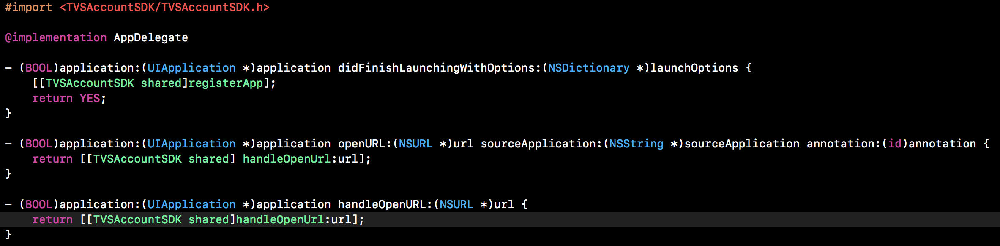 #import <TVSAccountSDK/TVSAccountSDK.h>
@implementation AppDelegate
- (BOOL)application:(UIApplication *)application didFinishLaunchingWithOptions:(NSDictionary *)launchOptions {
    [[TVSAccountSDK shared]registerApp];
    return YES;
}
- (BOOL)application:(UIApplication *)application openURL:(NSURL *)url sourceApplication:(NSString *)sourceApplication annotation:(id)annotation {
    return [[TVSAccountSDK shared] handleOpenUrl:url];
}
- (BOOL)application:(UIApplication *)application handleOpenURL:(NSURL *)url {
    return [[TVSAccountSDK shared]handleOpenUrl:url];
}